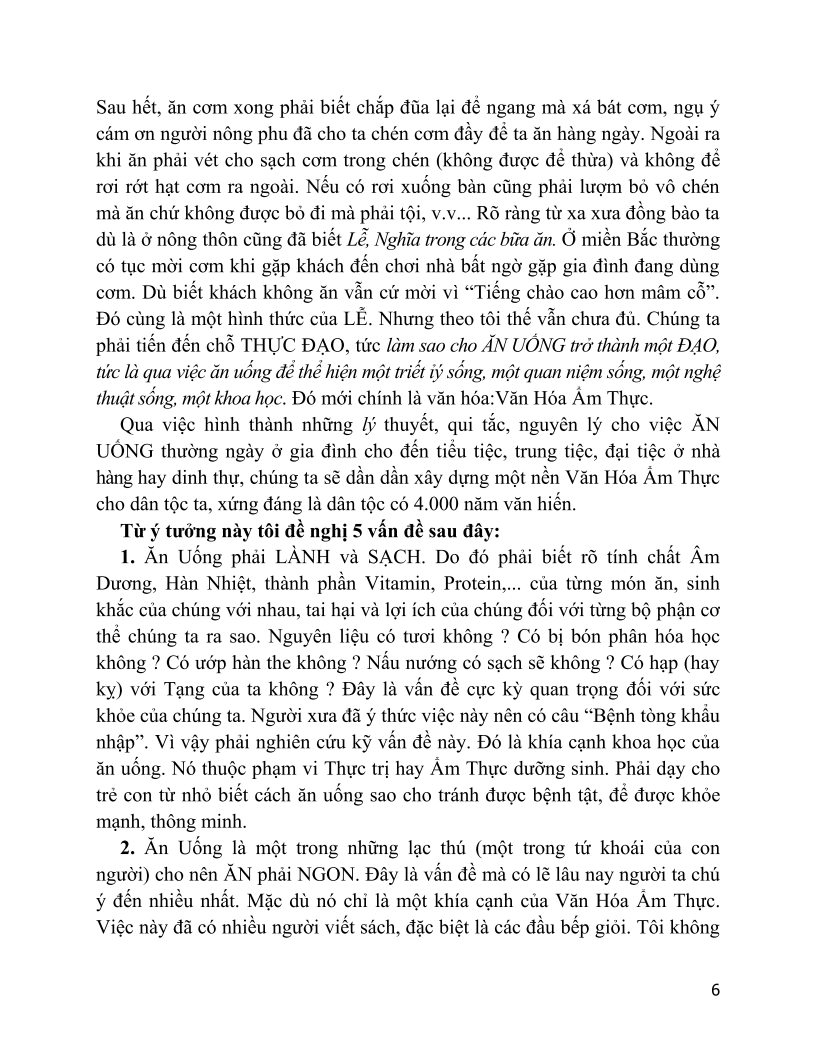 Sau hết, ăn cơm xong phải biết chắp đũa lại để ngang mà xá bát cơm, ngụ ý
cám ơn người nông phu đã cho ta chén cơm đầy để ta ăn hàng ngày. Ngoài ra
khi ăn phải vét cho sạch cơm trong chén (không được để thừa) và không để
rơi rớt hạt cơm ra ngoài. Nếu có rơi xuống bàn cũng phải lượm bỏ vô chén
mà ăn chứ không được bỏ đi mà phải tội, v.v... Rõ ràng từ xa xưa đồng bào ta
dù là ở nông thôn cũng đã biết Lễ, Nghĩa trong các bữa ăn. Ở miền Bắc thường
có tục mời cơm khi gặp khách đến chơi nhà bất ngờ gặp gia đình đang dùng
cơm. Dù biết khách không ăn vẫn cứ mời vì “Tiếng chào cao hơn mâm cỗ”.
Đó cùng là một hình thức của LỄ. Nhưng theo tôi thế vẫn chưa đủ. Chúng ta
phải tiến đến chỗ THỰC ĐẠO, tức làm sao cho ĂN UỐNG trở thành một ĐẠO,
tức là qua việc ăn uống để thể hiện một triết iý sống, một quan niệm sống, một nghệ
thuật sống, một khoa học. Đó mới chính là văn hóa:Văn Hóa Ẩm Thực.
Qua việc hình thành những lý thuyết, qui tắc, nguyên lý cho việc ĂN
UỐNG thường ngày ở gia đình cho đến tiểu tiệc, trung tiệc, đại tiệc ở nhà
hàng hay dinh thự, chúng ta sẽ dần dần xây dựng một nền Văn Hóa Ẩm Thực
cho dân tộc ta, xứng đáng là dân tộc có 4.000 năm văn hiến.
Từ ý tưởng này tôi đề nghị 5 vấn đề sau đây:
1. Ăn Uống phải LÀNH và SẠCH. Do đó phải biết rõ tính chất Âm
Dương, Hàn Nhiệt, thành phần Vitamin, Protein,... của từng món ăn, sinh
khắc của chúng với nhau, tai hại và lợi ích của chúng đối với từng bộ phận cơ
thể chúng ta ra sao. Nguyên liệu có tươi không ? Có bị bón phân hóa học
không ? Có ướp hàn the không ? Nấu nướng có sạch sẽ không ? Có hạp (hay
kỵ) với Tạng của ta không ? Đây là vấn đề cực kỳ quan trọng đối với sức
khỏe của chúng ta. Người xưa đã ý thức việc này nên có câu “Bệnh tòng khẩu
nhập”. Vì vậy phải nghiên cứu kỹ vấn đề này. Đó là khía cạnh khoa học của
ăn uống. Nó thuộc phạm vi Thực trị hay Ẩm Thực dưỡng sinh. Phải dạy cho
trẻ con từ nhỏ biết cách ăn uống sao cho tránh được bệnh tật, để được khỏe
mạnh, thông minh.
2. Ăn Uống là một trong những lạc thú (một trong tứ khoái của con
người) cho nên ĂN phải NGON. Đây là vấn đề mà có lẽ lâu nay người ta chú
ý đến nhiều nhất. Mặc dù nó chỉ là một khía cạnh của Văn Hóa Ẩm Thực.
Việc này đã có nhiều người viết sách, đặc biệt là các đầu bếp giỏi. Tôi không
6